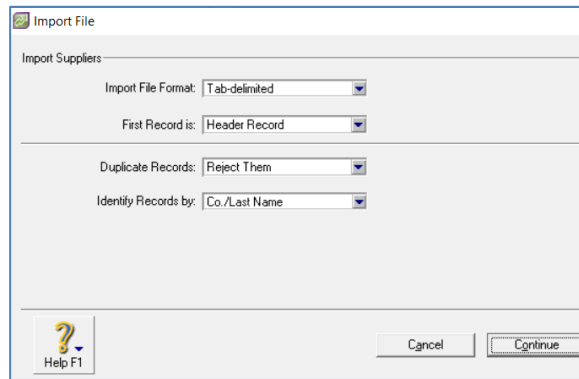 Import File
Import Suppliers
Import File Format: Tab-delimited
First Record is: Header Record
Duplicate Records: Reject Them
Identify Records by: Co./Last Name
?
Help F1
Cancel
Continue